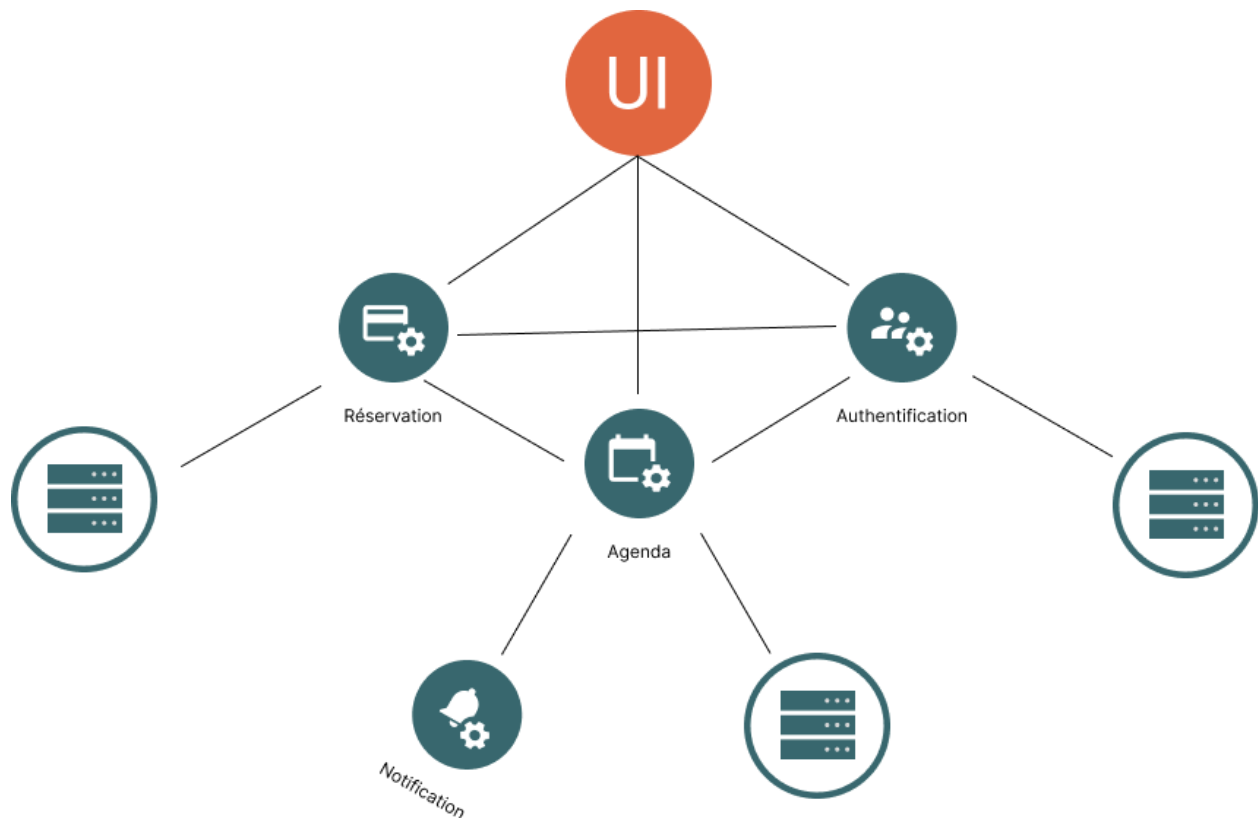 UI
Réservation
Authentification
Agenda
Notification